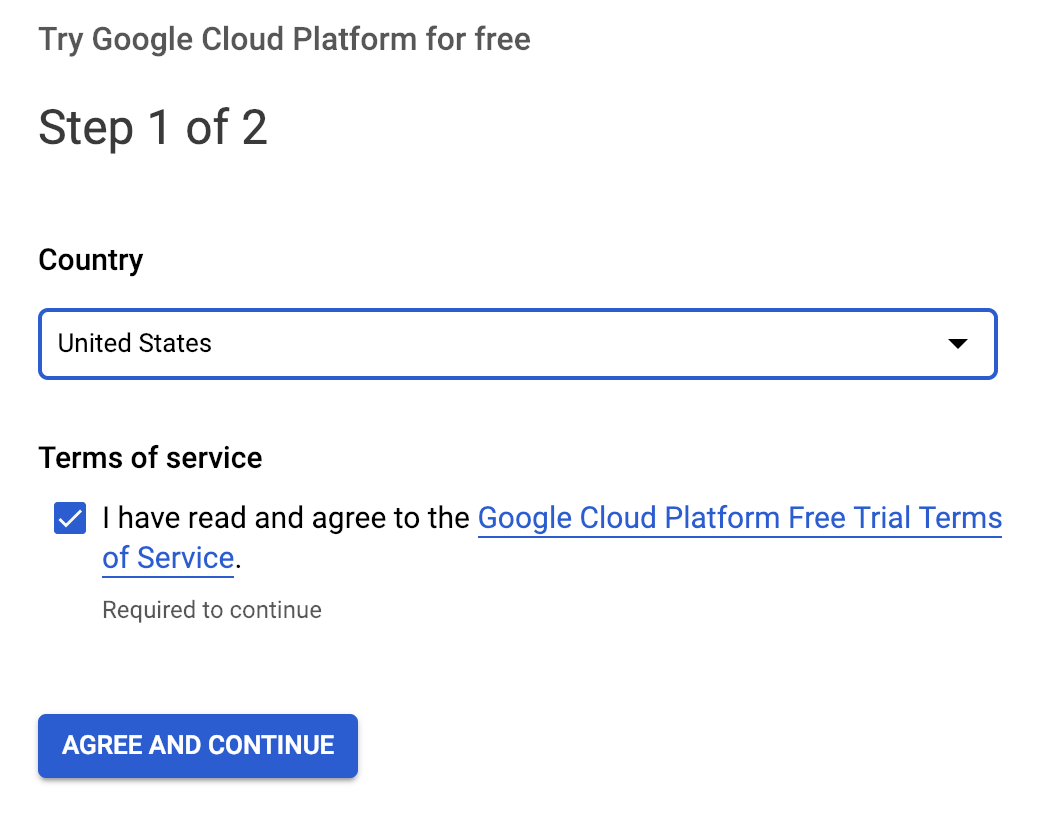 Try Google Cloud Platform for free
Step 1 of 2
Country
United States
Terms of service
I have read and agree to the Google Cloud Platform Free Trial Terms
of Service.
Required to continue
AGREE AND CONTINUE